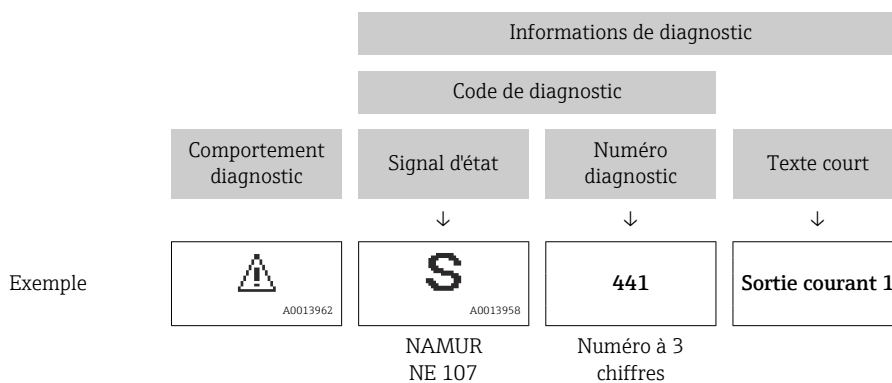 Informations de diagnostic
Code de diagnostic
Comportement
diagnostic
Signal d'état
Numéro
diagnostic
Texte court
↓ ↓ ↓
Exemple
A0013962
S
A0013958
441
Sortie courant 1
NAMUR
NE 107
Numéro à 3
chiffres